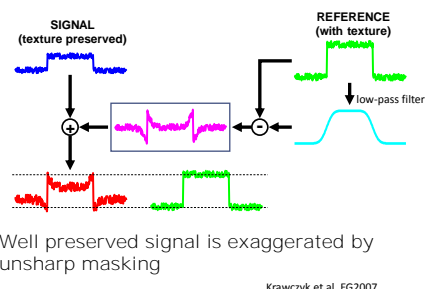 SIGNAL
(texture preserved)
REFERENCE
(with texture)
low-pass filter
+
-
Well preserved signal is exaggerated by
unsharp masking
Krawczyk et al. EG2007